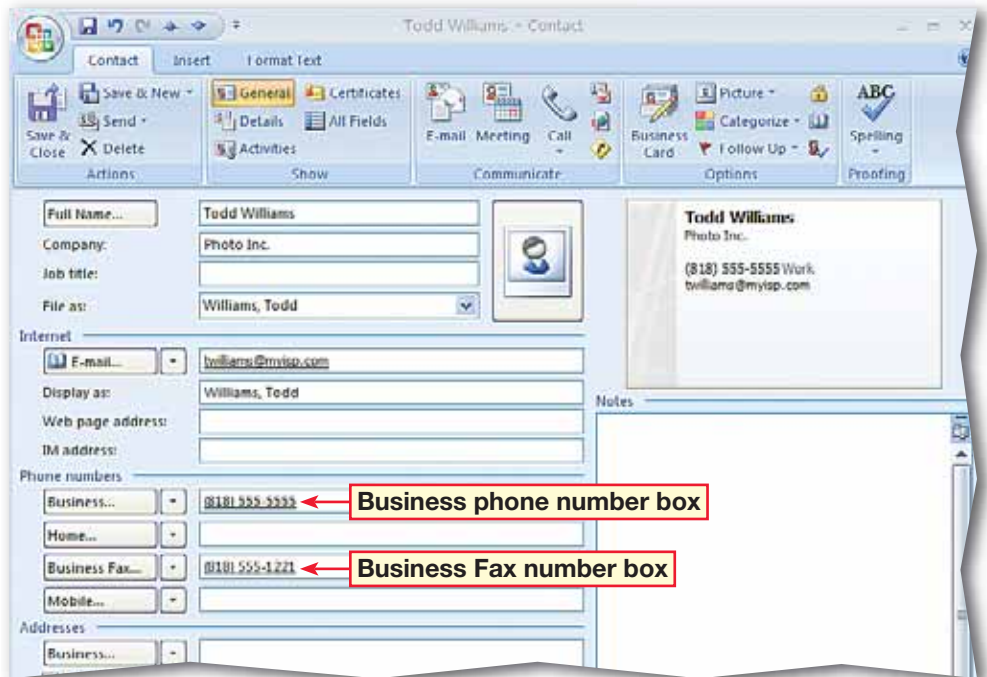 Todd Williams - Contact
Contact Insert Format Text
Save & Close
Save & New
Send
Delete
Actions
General
Details
Activities
Certificates
All Fields
Show
E-mail
Meeting
Call
Communicate
Business Card
Picture
Categorize
Follow Up
Options
ABC
Spelling
Proofing
Full Name... Todd Williams
Company: Photo Inc.
Job title:
File as: Williams, Todd
Todd Williams
Photo Inc.
(818) 555-5555 Work
twilliams@myisp.com
Internet
E-mail... twilliams@myisp.com
Display as: Williams, Todd
Web page address:
IM address:
Notes
Phone numbers
Business... (818) 555-5555 Business phone number box
Home...
Business Fax... (818) 555-1221 Business Fax number box
Mobile...
Addresses
Business...